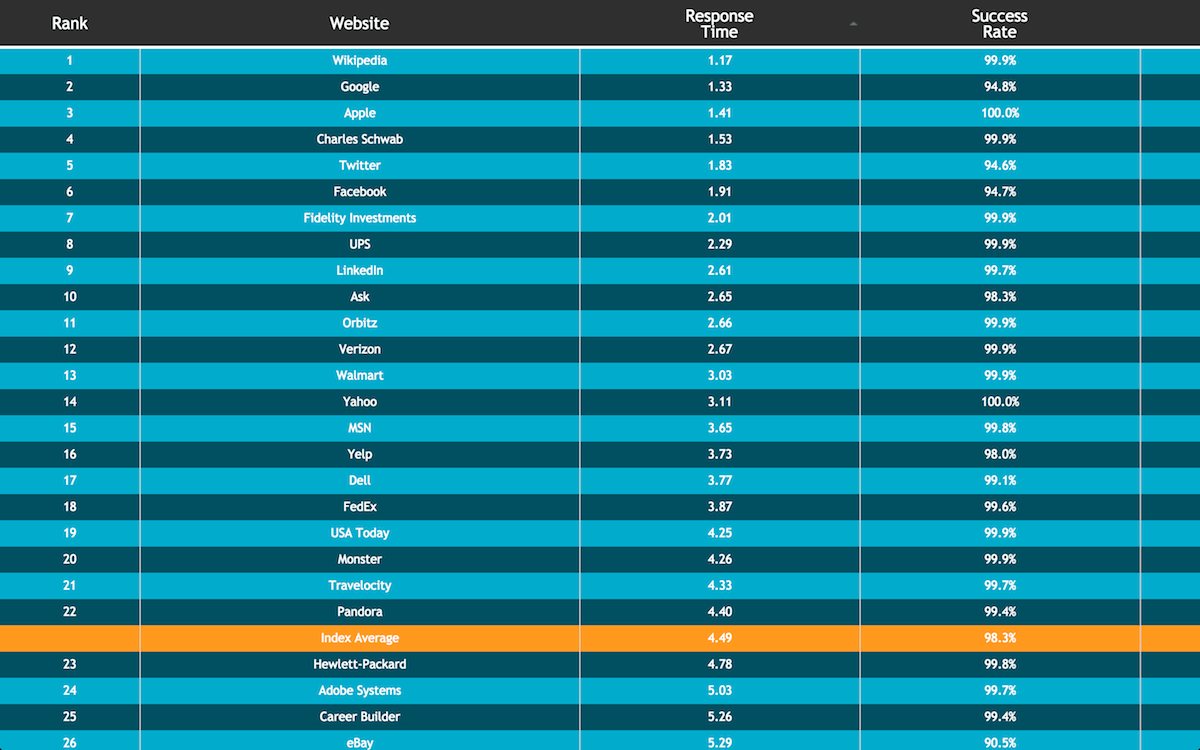 Rank Website Response Time Success Rate
1 Wikipedia 1.17 99.9%
2 Google 1.33 94.8%
3 Apple 1.41 100.0%
4 Charles Schwab 1.53 99.9%
5 Twitter 1.83 94.6%
6 Facebook 1.91 94.7%
7 Fidelity Investments 2.01 99.9%
8 UPS 2.29 99.9%
9 LinkedIn 2.61 99.7%
10 Ask 2.65 98.3%
11 Orbitz 2.66 99.9%
12 Verizon 2.67 99.9%
13 Walmart 3.03 99.9%
14 Yahoo 3.11 100.0%
15 MSN 3.65 99.8%
16 Yelp 3.73 98.0%
17 Dell 3.77 99.1%
18 FedEx 3.87 99.6%
19 USA Today 4.25 99.9%
20 Monster 4.26 99.9%
21 Travelocity 4.33 99.7%
22 Pandora 4.40 99.4%
Index Average 4.49 98.3%
23 Hewlett-Packard 4.78 99.8%
24 Adobe Systems 5.03 99.7%
25 Career Builder 5.26 99.4%
26 eBay 5.29 90.5%